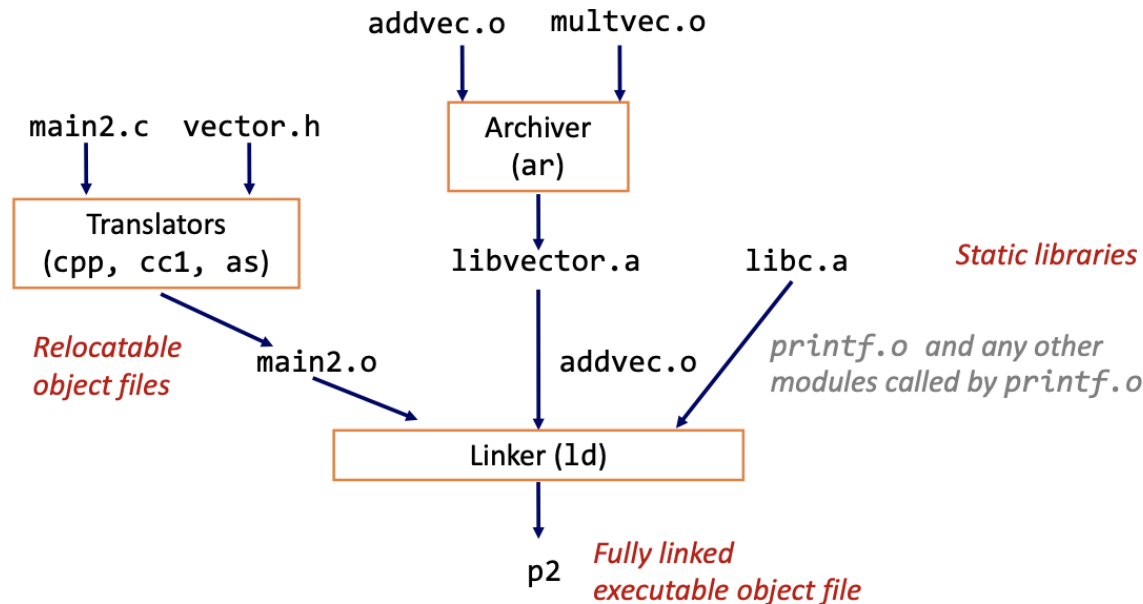 addvec.o multvec.o
main2.c vector.h
Archiver
(ar)
Translators
(cpp, cc1, as)
libvector.a libc.a
Static libraries
Relocatable
object files
main2.o
addvec.o
printf.o and any other
modules called by printf.o
Linker (ld)
p2
Fully linked
executable object file